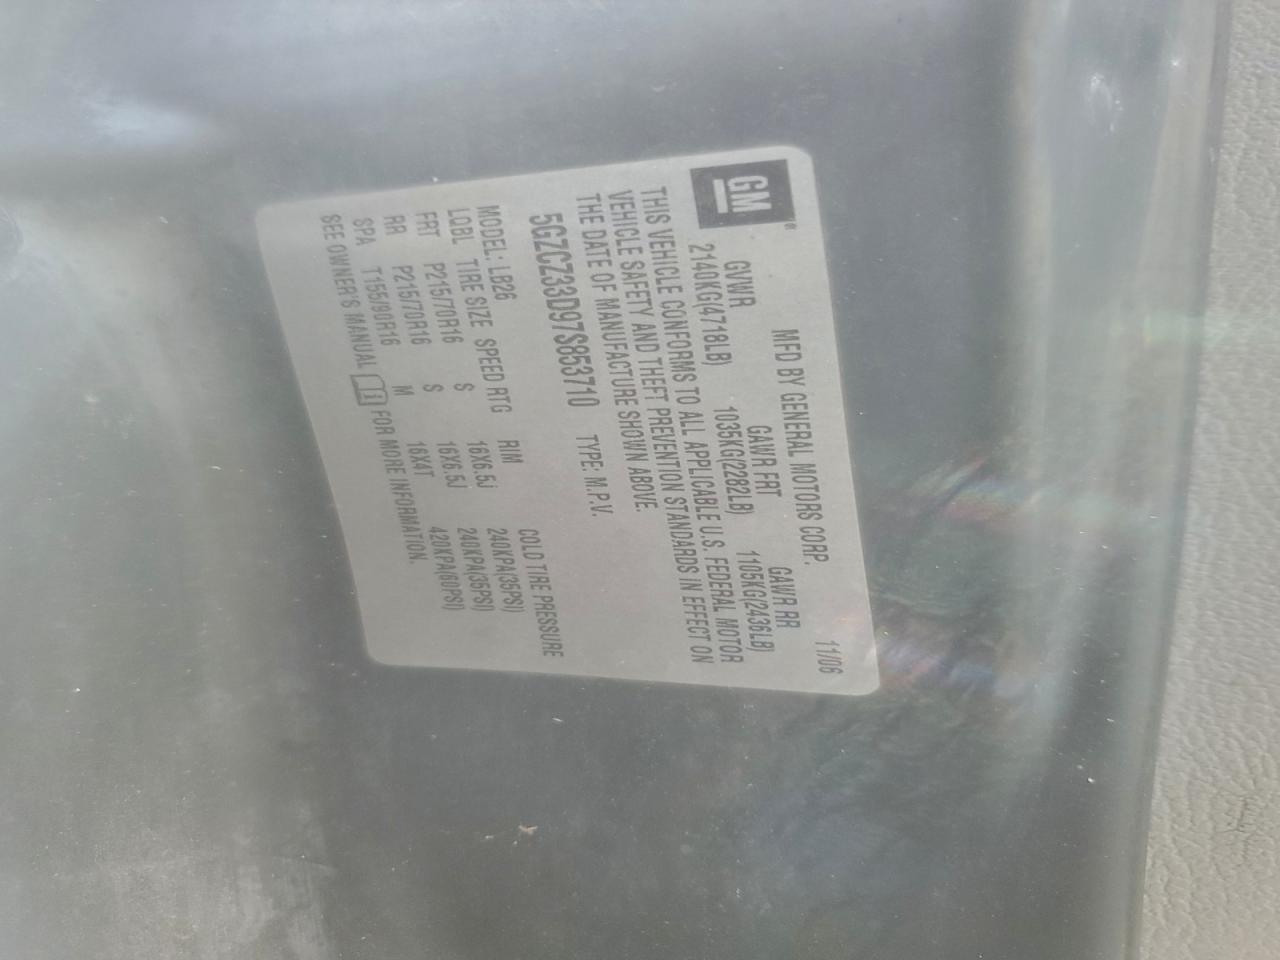 GM
MFD BY GENERAL MOTORS CORP. 11/06
GVWR GAWR FRT GAWR RR
2140KG(4718LB) 1035KG(2282LB) 1105KG(2436LB)
THIS VEHICLE CONFORMS TO ALL APPLICABLE U.S. FEDERAL MOTOR
VEHICLE SAFETY AND THEFT PREVENTION STANDARDS IN EFFECT ON
THE DATE OF MANUFACTURE SHOWN ABOVE.
5GZCZ33D97S853710 TYPE: M.P.V.
MODEL: LB26
LQBL TIRE SIZE SPEED RTG RIM COLD TIRE PRESSURE
FRT P215/70R16 S 16X6.5J 240KPA(35PSI)
RR P215/70R16 S 16X6.5J 240KPA(35PSI)
SPA T155/90R16 M 16X4T 420KPA(60PSI)
SEE OWNER'S MANUAL i FOR MORE INFORMATION.